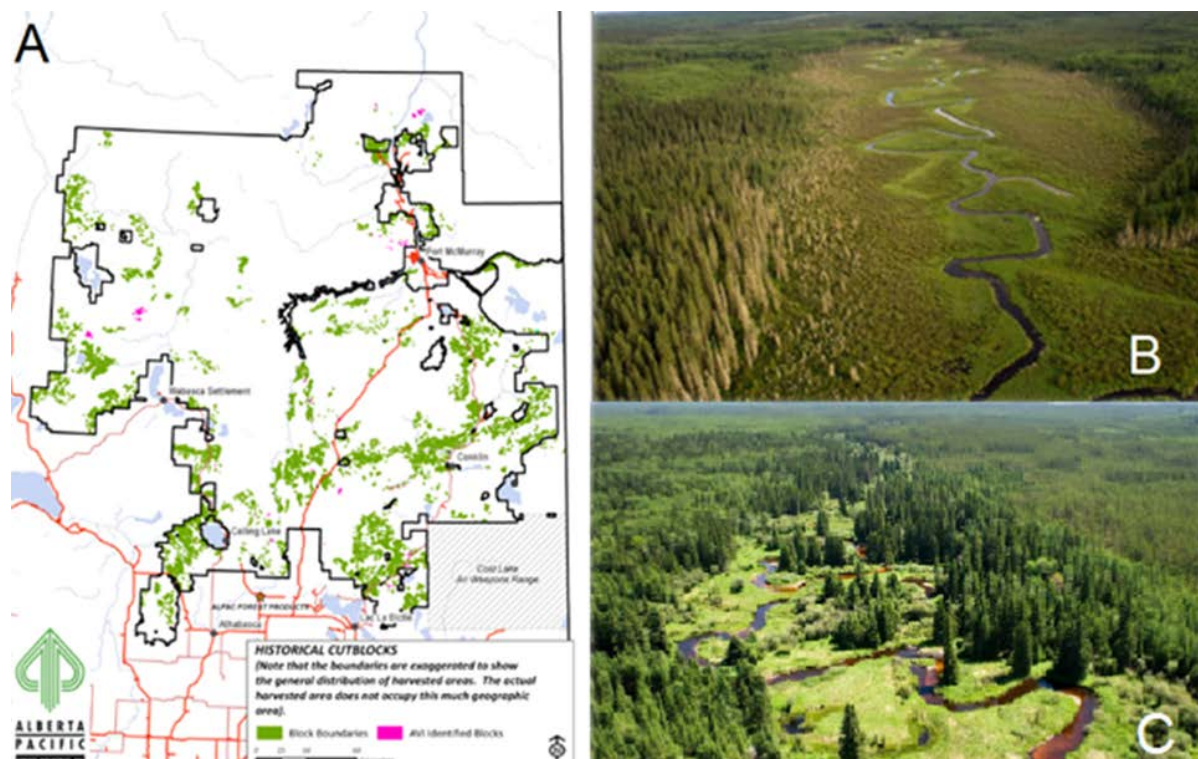 A
B
Fort McMurray
Wabasca Settlement
Conklin
Calling Lake
Cold Lake
Air Weapons Range
ALPAC FOREST PRODUCTS
Athabasca
Lac La Biche
HISTORICAL CUTBLOCKS
(Note that the boundaries are exaggerated to show
the general distribution of harvested areas. The actual
harvested area does not occupy this much geographic
area).
Block Boundaries
AVI Identified Blocks
ALBERTA
PACIFIC
C